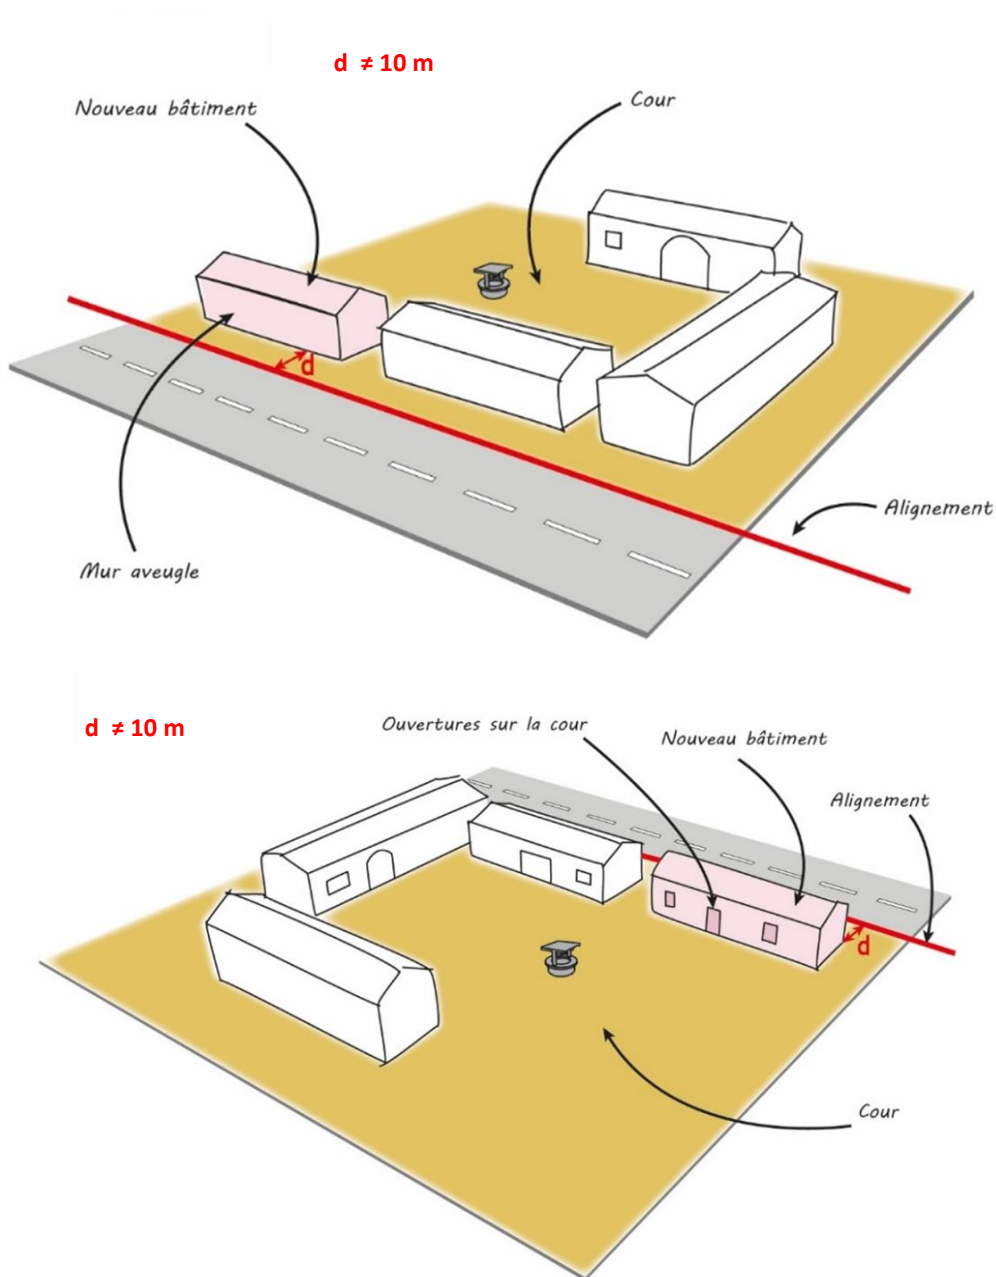 d ≠ 10 m
Nouveau bâtiment
Cour
d
Alignement
Mur aveugle
d ≠ 10 m
Ouvertures sur la cour
Nouveau bâtiment
Alignement
d
Cour